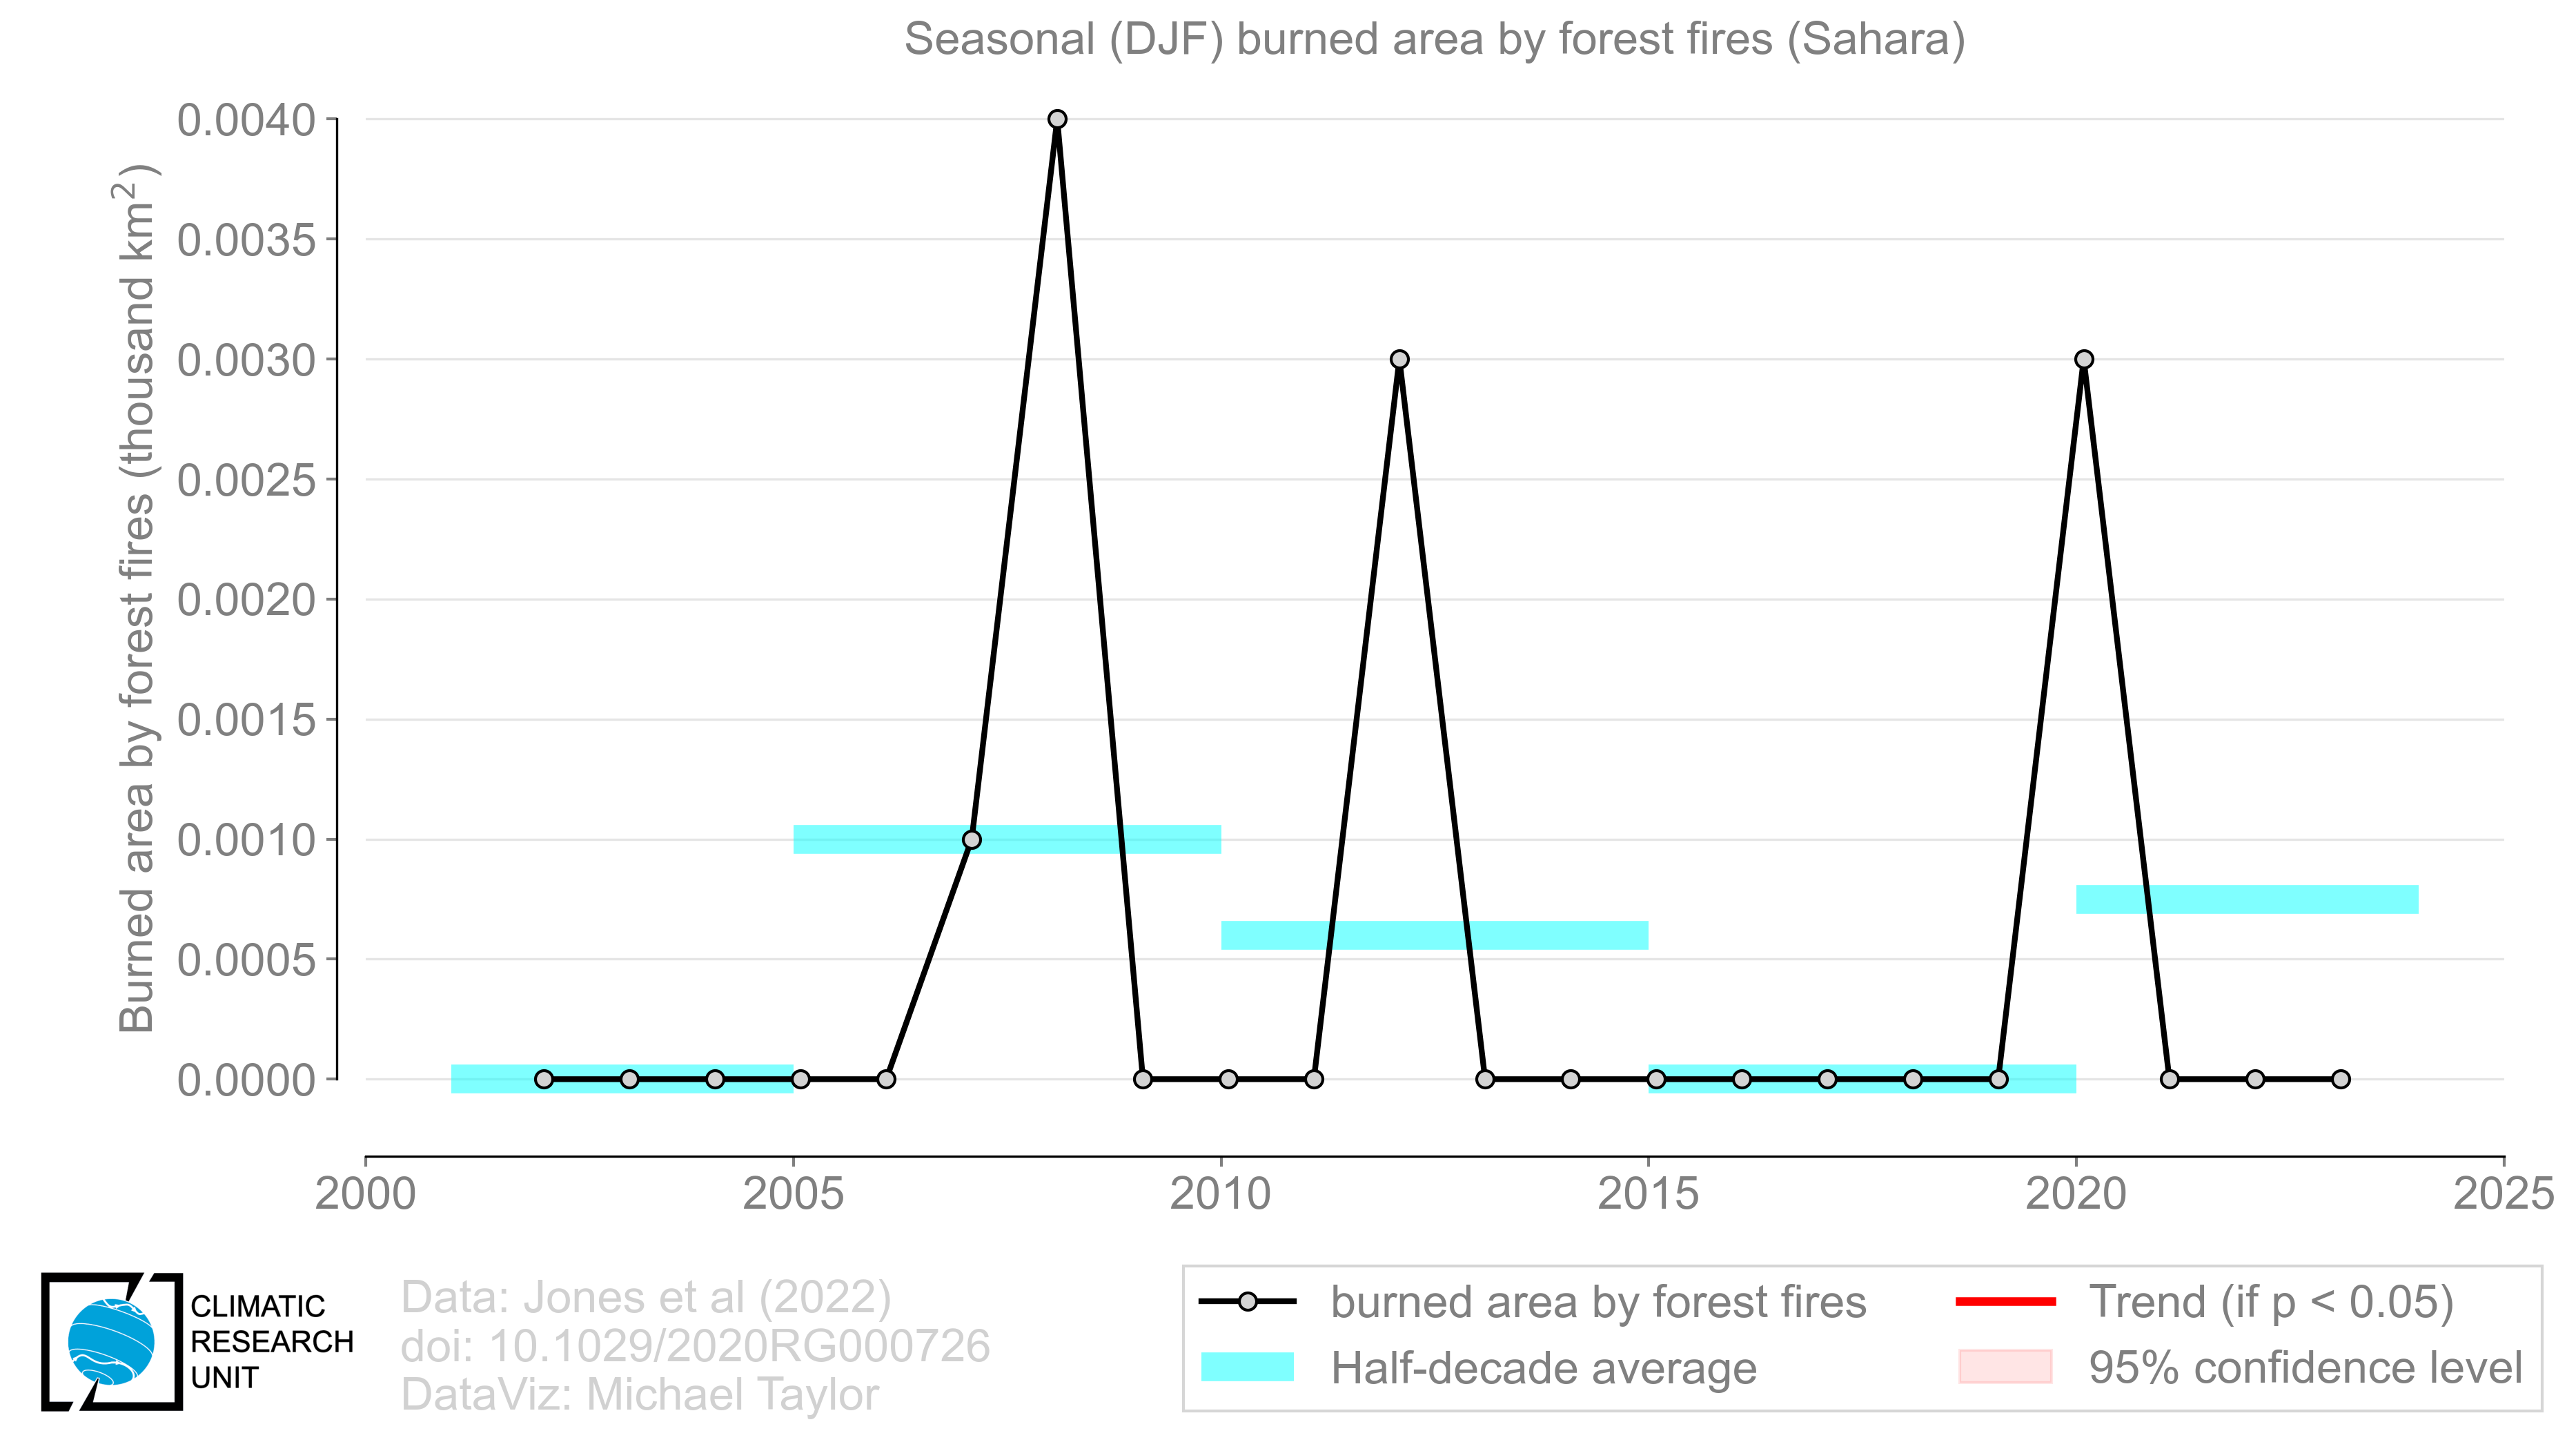 Seasonal (DJF) burned area by forest fires (Sahara)
Burned area by forest fires (thousand km²)
0.0040
0.0035
0.0030
0.0025
0.0020
0.0015
0.0010
0.0005
0.0000
2000 2005 2010 2015 2020 2025
CLIMATIC
RESEARCH
UNIT
Data: Jones et al (2022)
doi: 10.1029/2020RG000726
DataViz: Michael Taylor
burned area by forest fires
Half-decade average
Trend (if p < 0.05)
95% confidence level